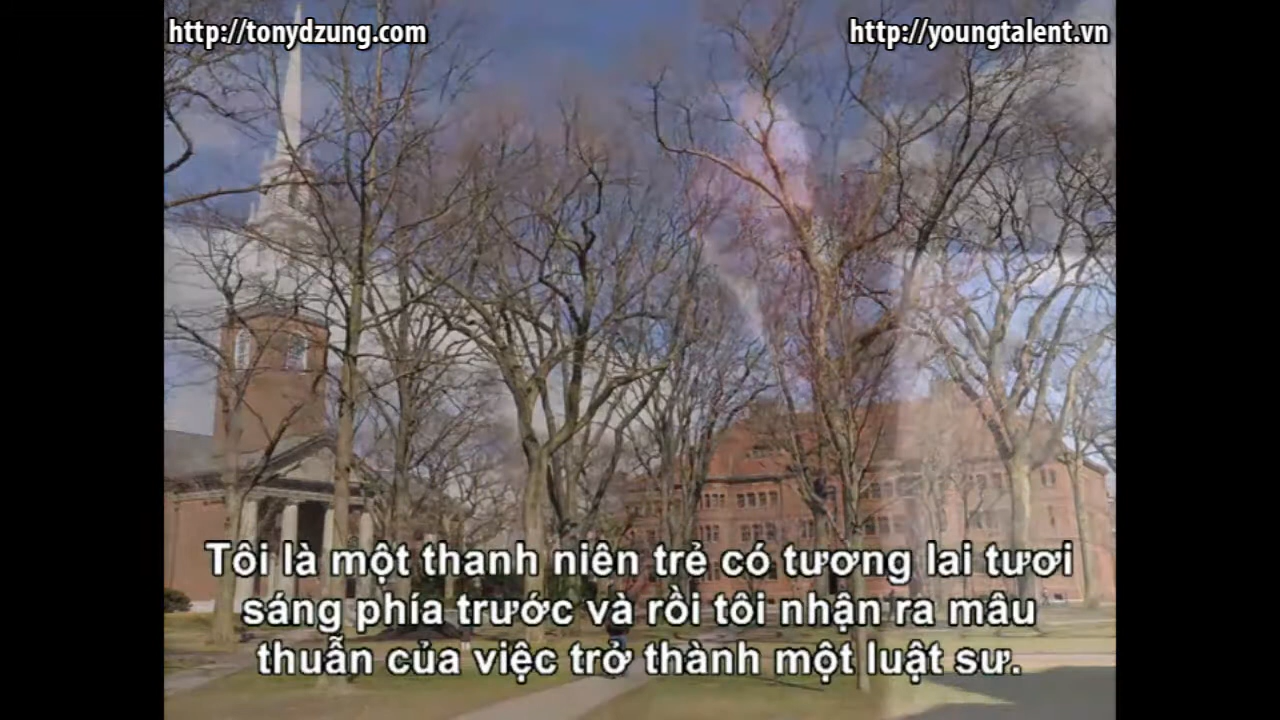 http://tonydzung.com
http://youngtalent.vn
Tôi là một thanh niên trẻ có tương lai tươi
sáng phía trước và rồi tôi nhận ra mâu
thuẫn của việc trở thành một luật sư.